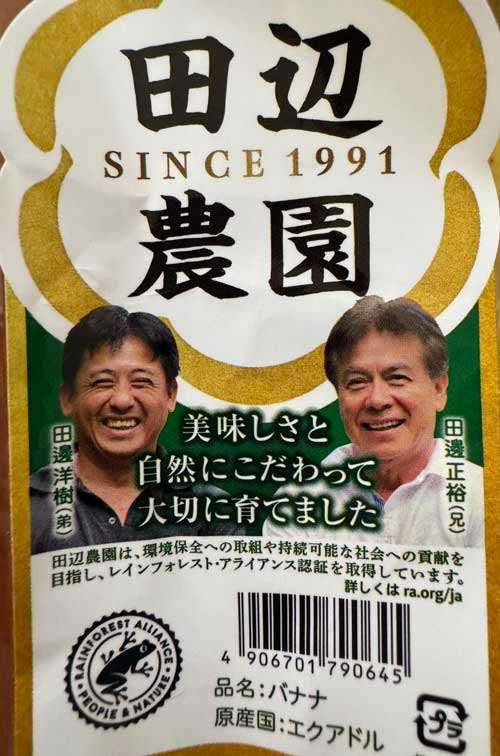 田辺
SINCE 1991
農園
美味しさと
自然にこだわって
大切に育てました
田邊洋樹(弟)
田邊正裕(兄)
田辺農園は、環境保全への取組や持続可能な社会への貢献を
目指し、レインフォレスト・アライアンス認証を取得しています。
詳しくは ra.org/ja
RAINFOREST ALLIANCE
PEOPLE & NATURE
4 906701 790645
品名:バナナ
原産国:エクアドル
プラ